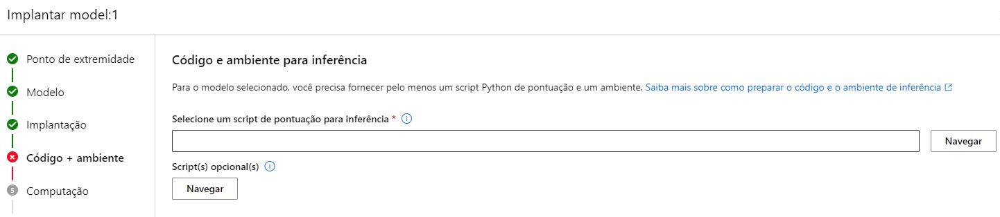 Implantar model:1
Ponto de extremidade
Modelo
Implantação
Código + ambiente
5
Computação
Código e ambiente para inferência
Para o modelo selecionado, você precisa fornecer pelo menos um script Python de pontuação e um ambiente. Saiba mais sobre como preparar o código e o ambiente de inferência
Selecione um script de pontuação para inferência *
Navegar
Script(s) opcional(s)
Navegar